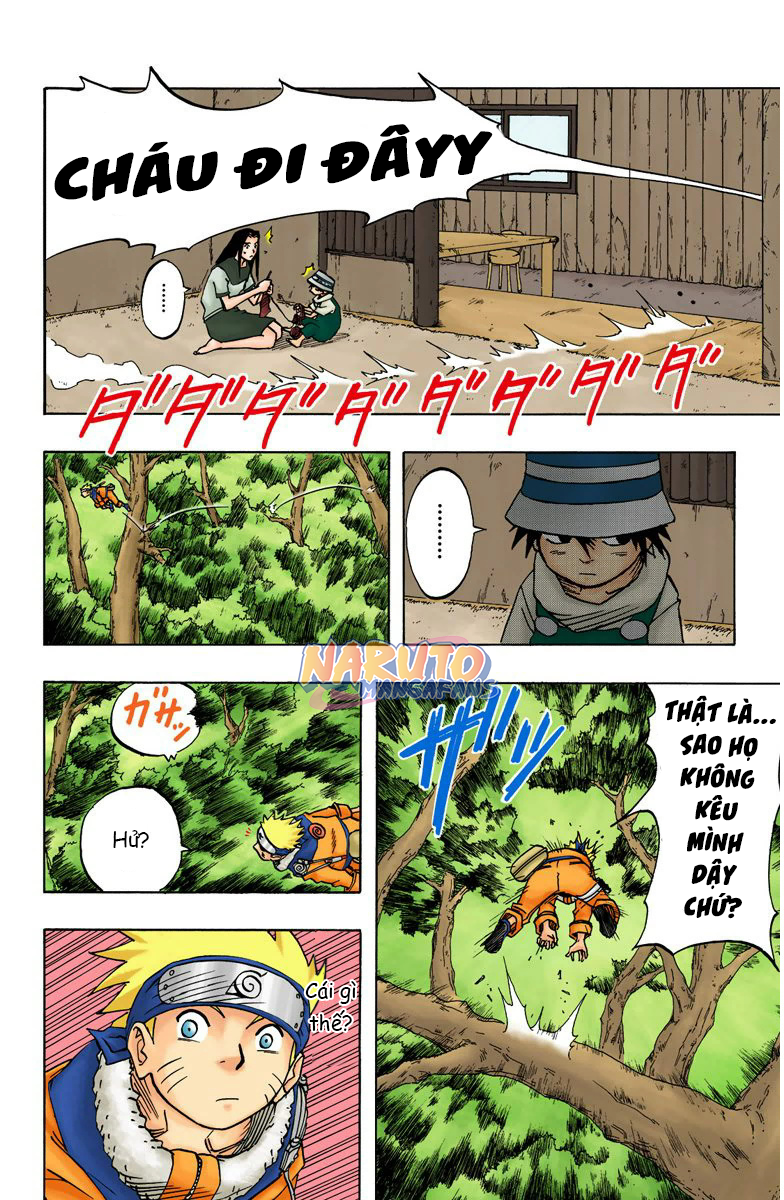 CHÁU ĐI ĐÂYY
.......
ダ ダ ダ ダ ダ ダ ダ ダ
.......
THẬT LÀ...
SAO HỌ
KHÔNG
KÊU
MÌNH
DẬY
CHỨ?
ザッ
ガサッ
Hử?
Cái gì
thế?
NARUTO
MANGAFANS